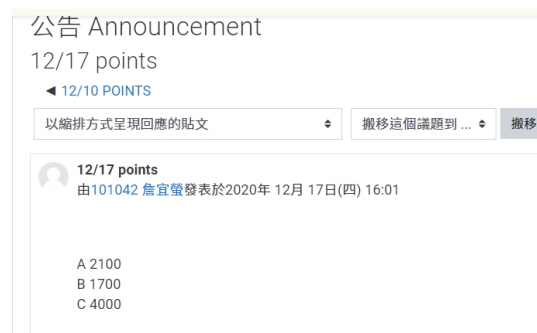 公告 Announcement
12/17 points
◀ 12/10 POINTS
以縮排方式呈現回應的貼文
搬移這個議題到 ...
搬移
12/17 points
由101042 詹宜螢發表於2020年 12月 17日(四) 16:01
A 2100
B 1700
C 4000